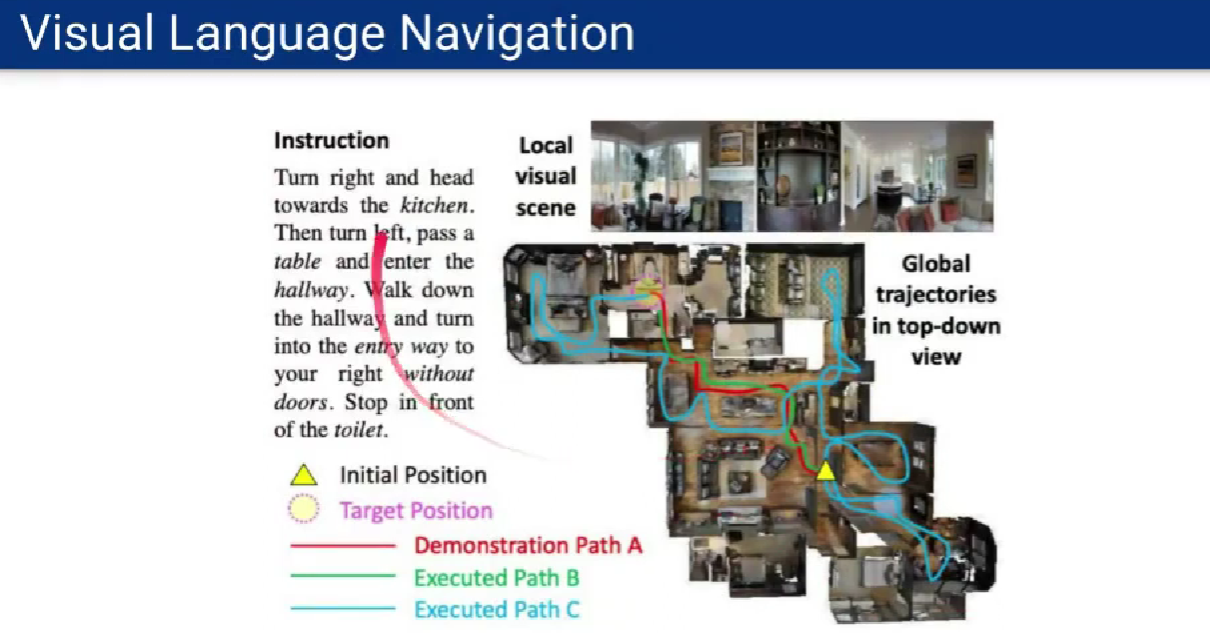 Visual Language Navigation
Instruction
Turn right and head
towards the kitchen.
Then turn left, pass a
table and enter the
hallway. Walk down
the hallway and turn
into the entry way to
your right without
doors. Stop in front
of the toilet.
Local
visual
scene
Global
trajectories
in top-down
view
Initial Position
Target Position
Demonstration Path A
Executed Path B
Executed Path C